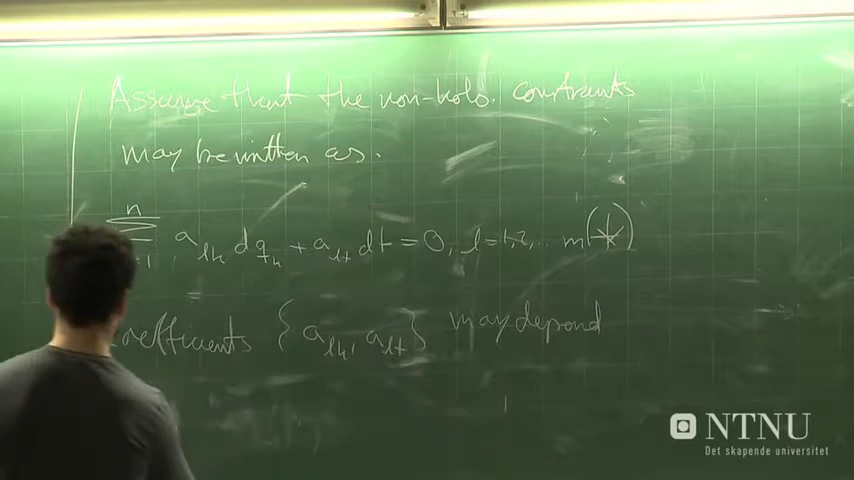 Assume that the non-holo. constraints
may be written as.
n
Σ a_lk dq_k + a_lt dt = 0, l=1,2,... m (*)
coefficients {a_lk, a_lt} may depend
NTNU
Det skapende universitet